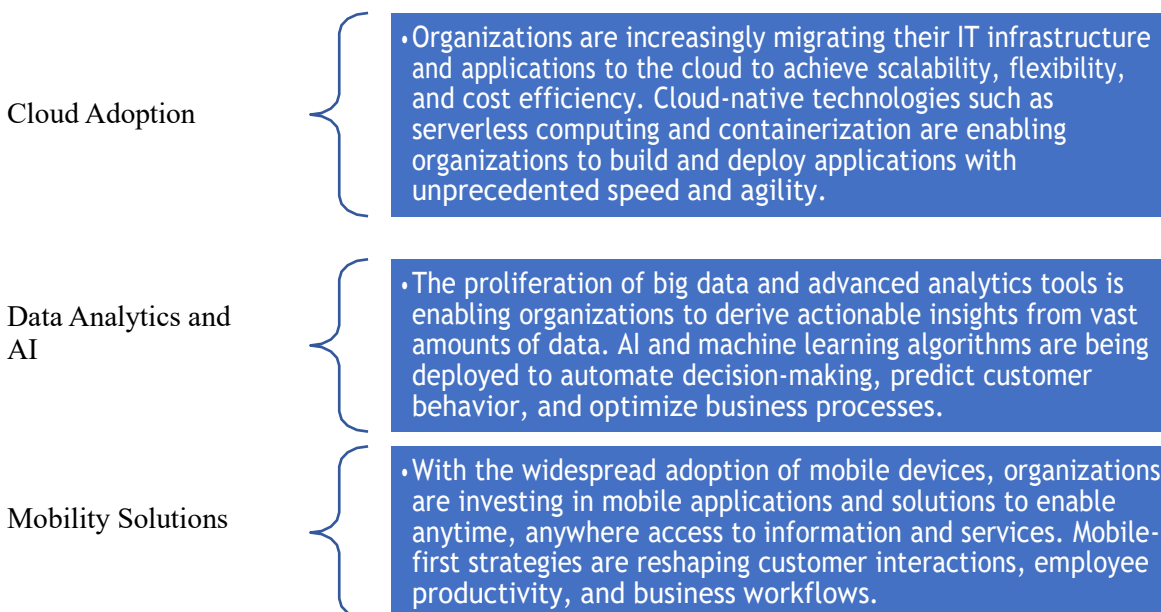 Cloud Adoption
•Organizations are increasingly migrating their IT infrastructure
and applications to the cloud to achieve scalability, flexibility,
and cost efficiency. Cloud-native technologies such as
serverless computing and containerization are enabling
organizations to build and deploy applications with
unprecedented speed and agility.
Data Analytics and
AI
•The proliferation of big data and advanced analytics tools is
enabling organizations to derive actionable insights from vast
amounts of data. AI and machine learning algorithms are being
deployed to automate decision-making, predict customer
behavior, and optimize business processes.
Mobility Solutions
•With the widespread adoption of mobile devices, organizations
are investing in mobile applications and solutions to enable
anytime, anywhere access to information and services. Mobile-
first strategies are reshaping customer interactions, employee
productivity, and business workflows.